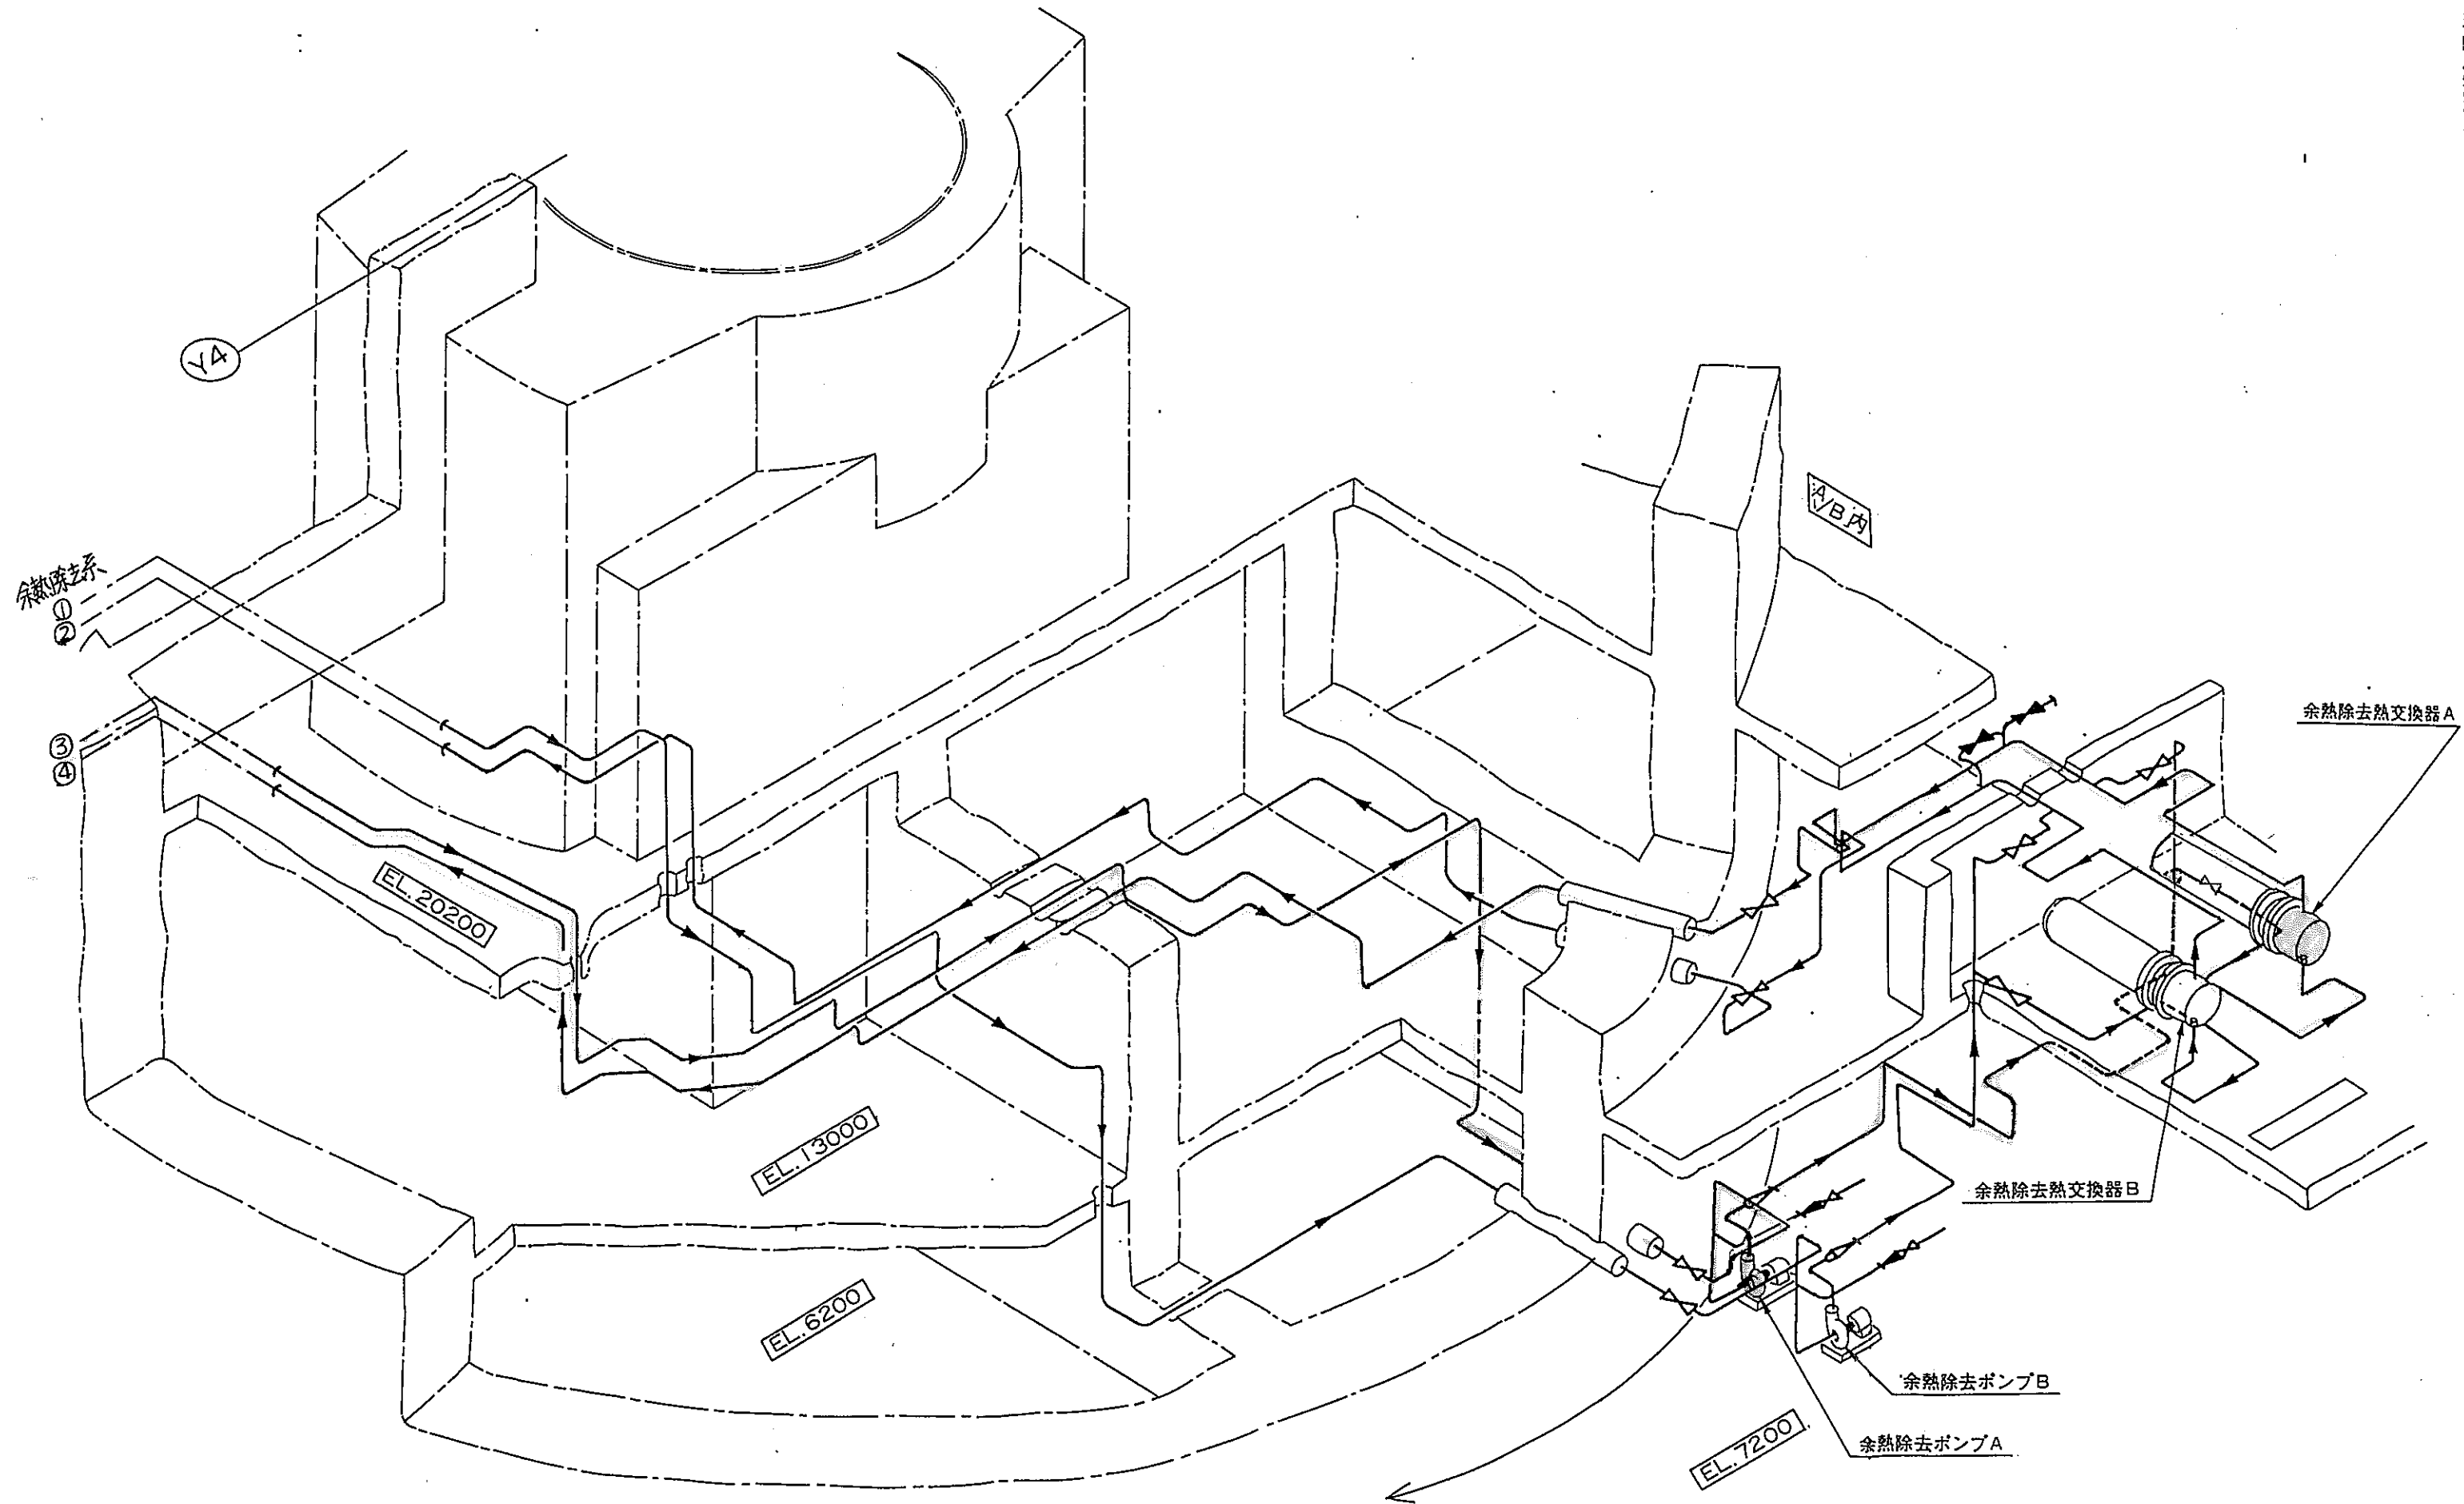 Y4
余熱除去系
①
②
③
④
A/B内
余熱除去熱交換器A
EL.20200
EL.13000
余熱除去熱交換器B
EL.6200
余熱除去ポンプB
余熱除去ポンプA
EL.7200